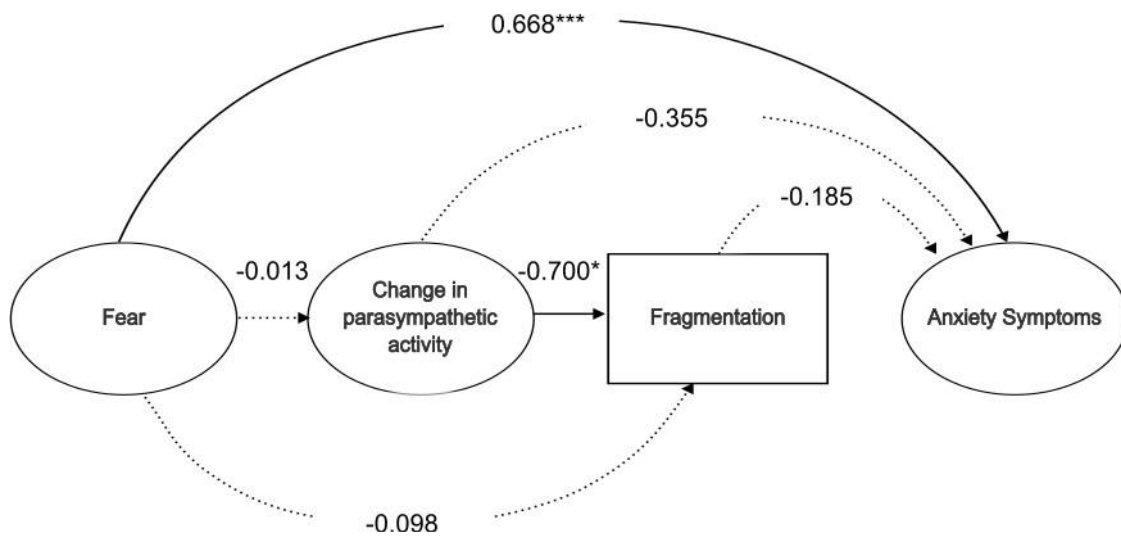 0.668***
-0.355
-0.185
-0.013
-0.700*
Fear
Change in
parasympathetic
activity
Fragmentation
Anxiety Symptoms
-0.098